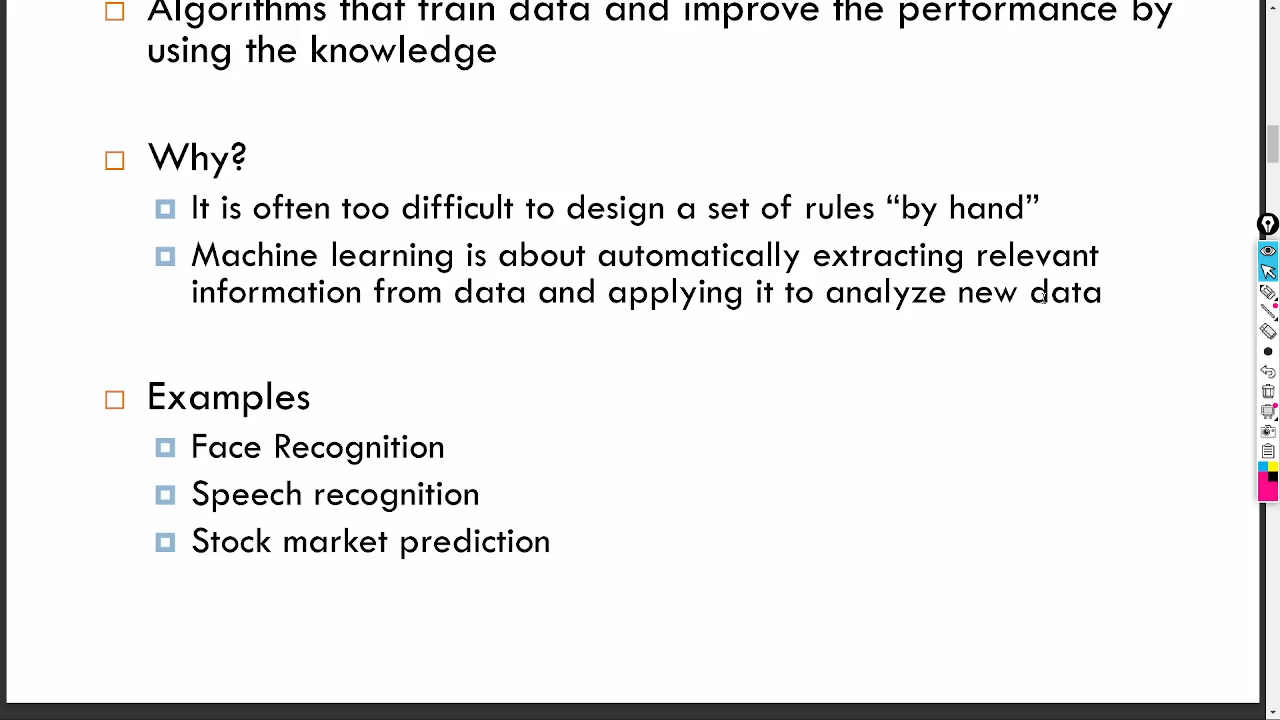 Algorithms that train data and improve the performance by
using the knowledge
Why?
It is often too difficult to design a set of rules “by hand”
Machine learning is about automatically extracting relevant
information from data and applying it to analyze new data
Examples
Face Recognition
Speech recognition
Stock market prediction